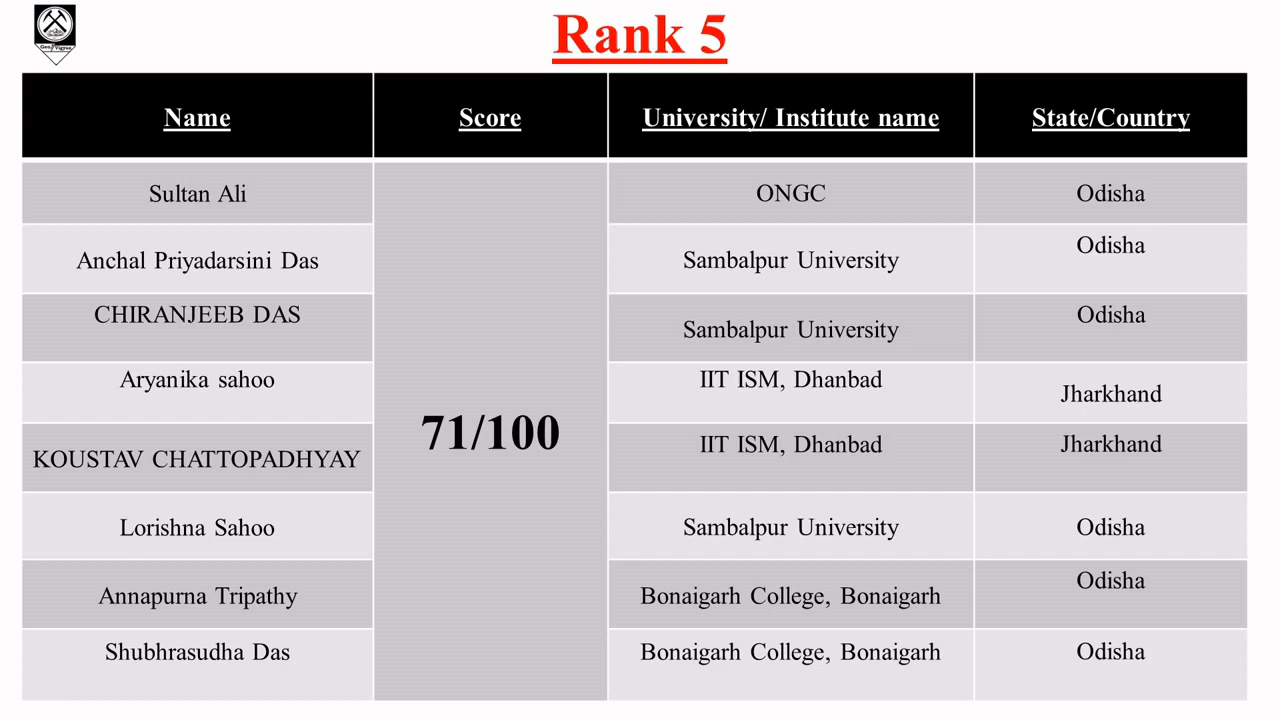 Rank 5
Name Score University/ Institute name State/Country
Sultan Ali ONGC Odisha
Anchal Priyadarsini Das Sambalpur University Odisha
CHIRANJEEB DAS Sambalpur University Odisha
Aryanika sahoo IIT ISM, Dhanbad Jharkhand
71/100
KOUSTAV CHATTOPADHYAY IIT ISM, Dhanbad Jharkhand
Lorishna Sahoo Sambalpur University Odisha
Annapurna Tripathy Bonaigarh College, Bonaigarh Odisha
Shubhrasudha Das Bonaigarh College, Bonaigarh Odisha